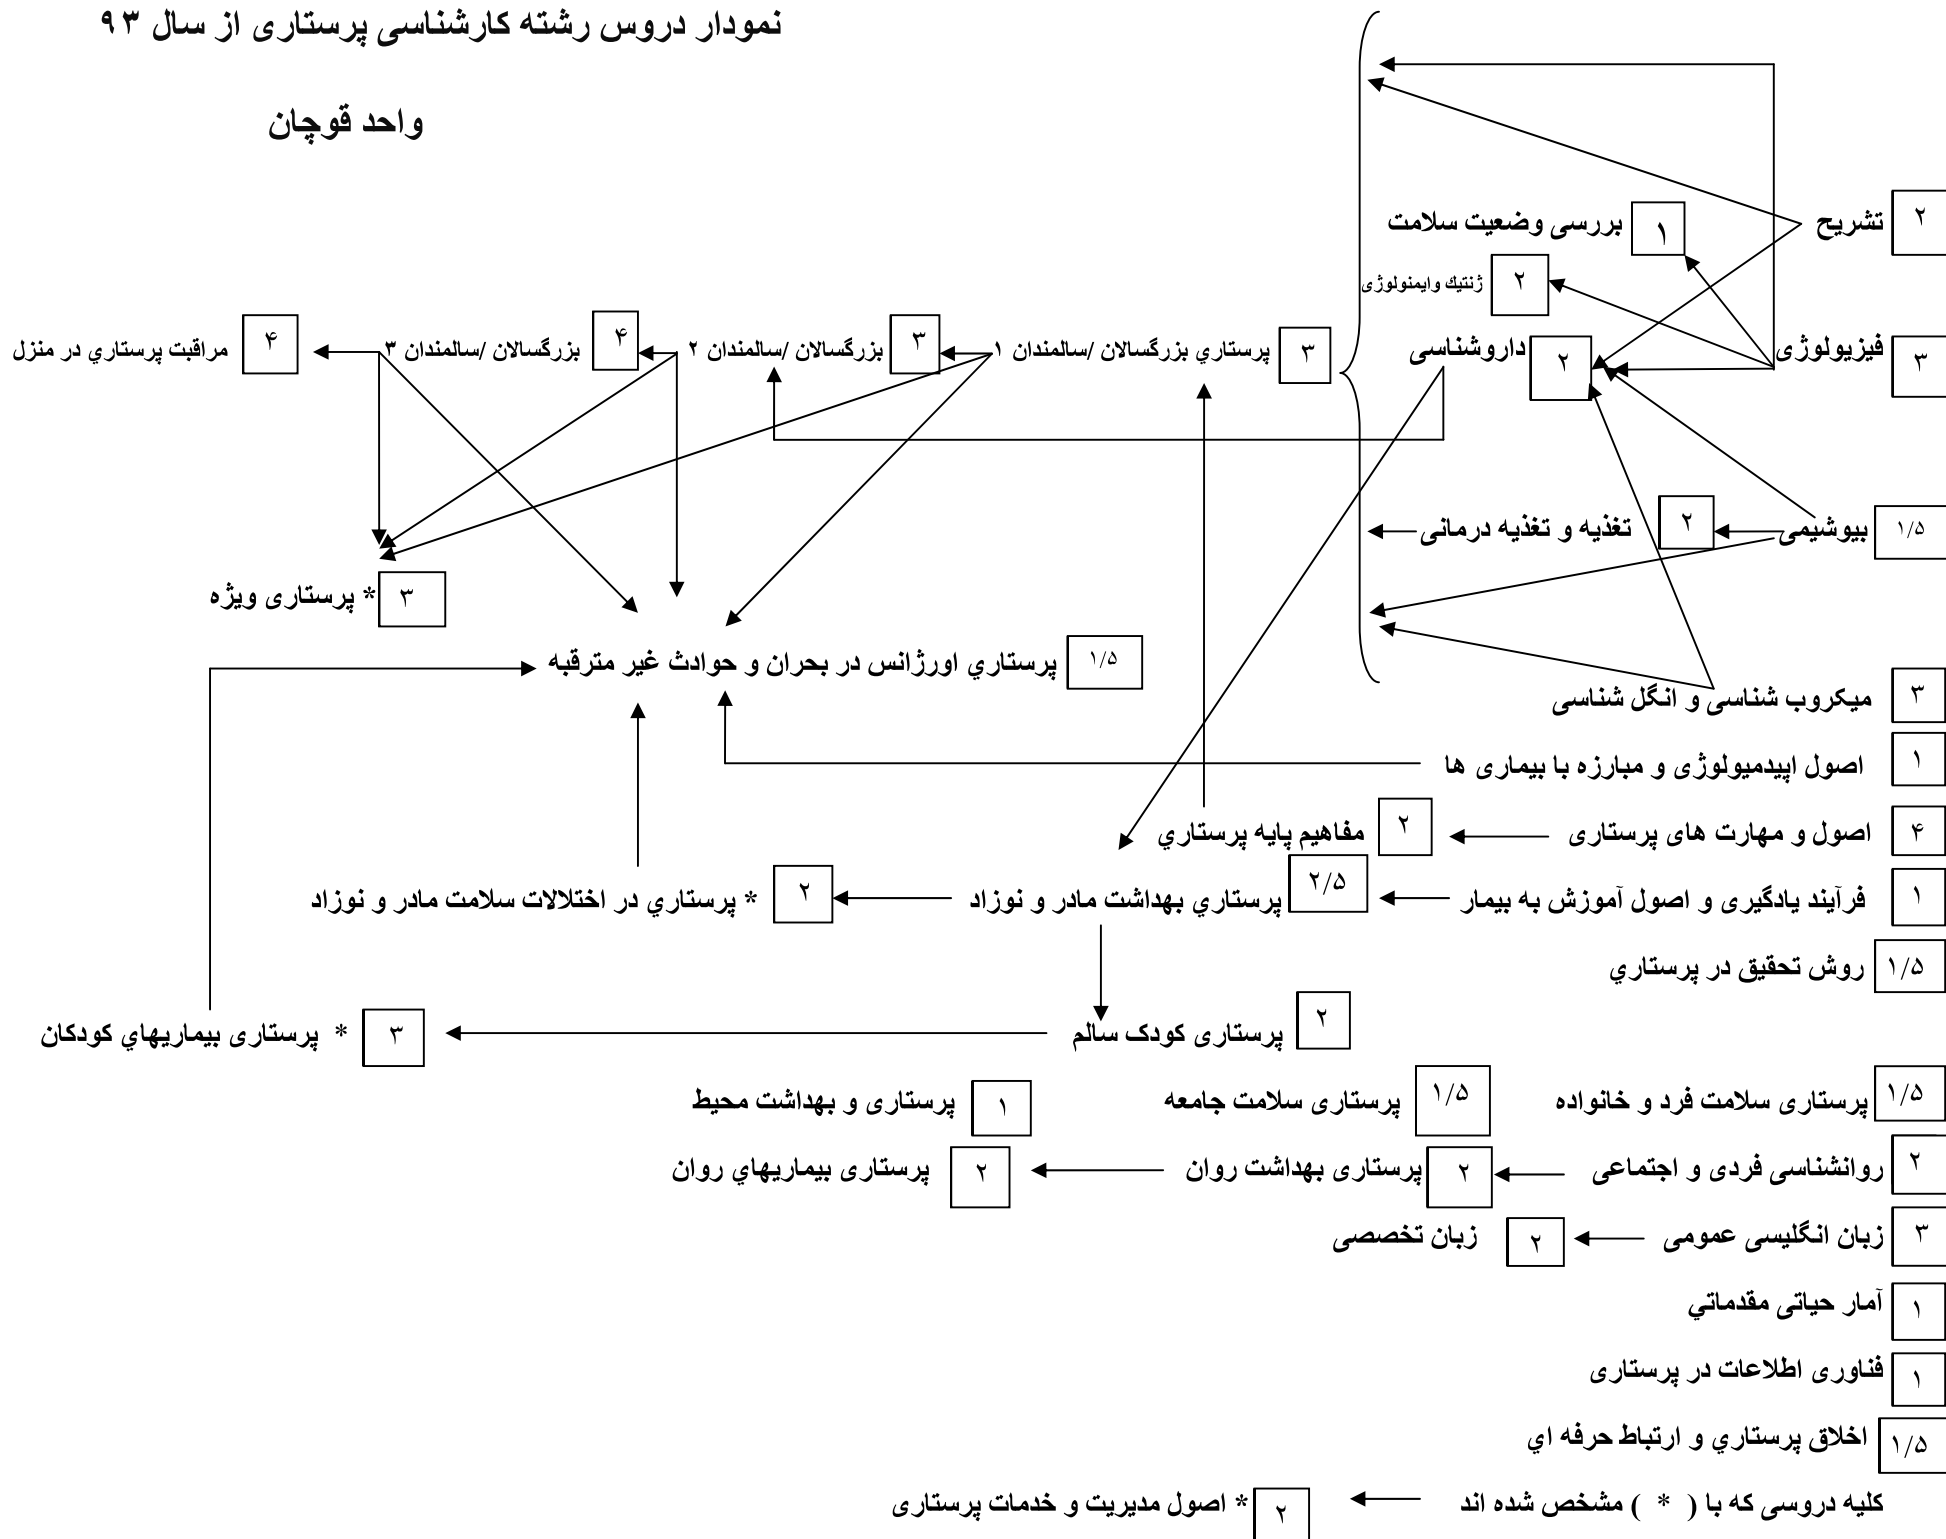 نمودار دروس رشته کارشناسی پرستاری از سال ۹۳
واحد قوچان
۲ تشریح
۱ بررسی وضعیت سلامت
۲ ژنتيك وايمنولوژی
۳ فیزیولوژی
۲ داروشناسی
۳ پرستاري بزرگسالان /سالمندان ۱
۳ بزرگسالان /سالمندان ۲
۴ بزرگسالان /سالمندان ۳
۴ مراقبت پرستاري در منزل
۱/۵ بیوشیمی
۲ تغذیه و تغذیه درمانی
۳ * پرستاری ویژه
۱/۵ پرستاري اورژانس در بحران و حوادث غیر مترقبه
۳ میکروب شناسی و انگل شناسی
۱ اصول اپیدمیولوژی و مبارزه با بیماری ها
۴ اصول و مهارت های پرستاری
۲ مفاهیم پایه پرستاري
۱ فرآیند یادگیری و اصول آموزش به بیمار
۲/۵ پرستاري بهداشت مادر و نوزاد
۲ * پرستاري در اختلالات سلامت مادر و نوزاد
۱/۵ روش تحقیق در پرستاري
۲ پرستاری کودک سالم
۳ * پرستاری بیماریهاي کودکان
۱/۵ پرستاری سلامت فرد و خانواده
۱/۵ پرستاری سلامت جامعه
۱ پرستاری و بهداشت محیط
۲ روانشناسی فردی و اجتماعی
۲ پرستاری بهداشت روان
۲ پرستاری بیماریهاي روان
۳ زبان انگلیسی عمومی
۲ زبان تخصصی
۱ آمار حیاتی مقدماتي
۱ فناوری اطلاعات در پرستاری
۱/۵ اخلاق پرستاري و ارتباط حرفه اي
کلیه دروسی که با ( * ) مشخص شده اند
۲ * اصول مدیریت و خدمات پرستاری